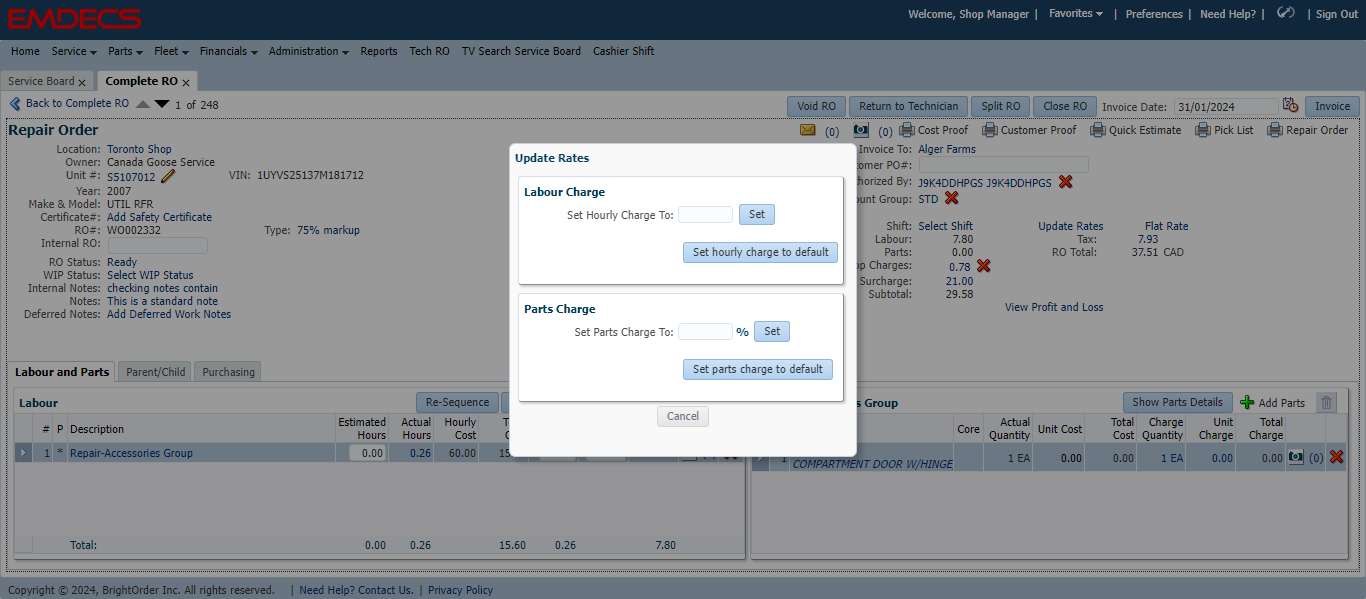 EMDECS
Welcome, Shop Manager | Favorites | Preferences | Need Help? | | Sign Out
Home Service Parts Fleet Financials Administration Reports Tech RO TV Search Service Board Cashier Shift
Service Board x Complete RO x
Back to Complete RO 1 of 248 Void RO Return to Technician Split RO Close RO Invoice Date: 31/01/2024 Invoice
Repair Order (0) (0) Cost Proof Customer Proof Quick Estimate Pick List Repair Order
Location: Toronto Shop
Owner: Canada Goose Service
Unit #: S5107012 VIN: 1UYVS25137M181712
Year: 2007
Make & Model: UTIL RFR
Certificate#: Add Safety Certificate
RO#: WO002332 Type: 75% markup
Internal RO:
RO Status: Ready
WIP Status: Select WIP Status
Internal Notes: checking notes contain
Notes: This is a standard note
Deferred Notes: Add Deferred Work Notes
Invoice To: Alger Farms
omer PO#:
horized By: J9K4DDHPGS J9K4DDHPGS
ount Group: STD
Shift: Select Shift Update Rates Flat Rate
Labour: 7.80 Tax: 7.93
Parts: 0.00 RO Total: 37.51 CAD
op Charges: 0.78
Surcharge: 21.00
Subtotal: 29.58
View Profit and Loss
Update Rates
Labour Charge
Set Hourly Charge To: Set
Set hourly charge to default
Parts Charge
Set Parts Charge To: % Set
Set parts charge to default
Cancel
Labour and Parts Parent/Child Purchasing
Labour Re-Sequence
# P Description Estimated Hours Actual Hours Hourly Cost
1 * Repair-Accessories Group 0.00 0.26 60.00 15
Total: 0.00 0.26 15.60 0.26 7.80
s Group Show Parts Details Add Parts
Core Actual Quantity Unit Cost Total Cost Charge Quantity Unit Charge Total Charge
1 COMPARTMENT DOOR W/HINGE 1 EA 0.00 0.00 1 EA 0.00 0.00 (0)
Copyright © 2024, BrightOrder Inc. All rights reserved. | Need Help? Contact Us. | Privacy Policy